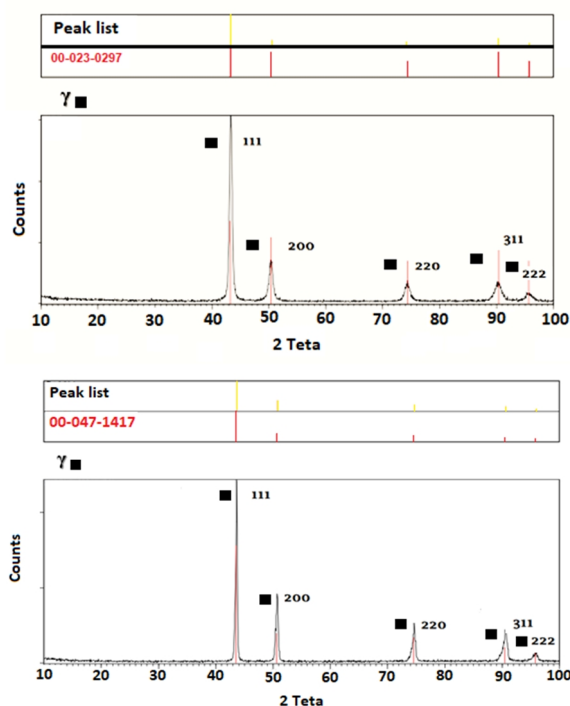 Peak list
00-023-0297
γ ■
Counts
■ 111
■ 200
■ 220
■ 311
■ 222
10 20 30 40 50 60 70 80 90 100
2 Teta
Peak list
00-047-1417
γ ■
Counts
■ 111
■ 200
■ 220
■ 311
■ 222
10 20 30 40 50 60 70 80 90 100
2 Teta